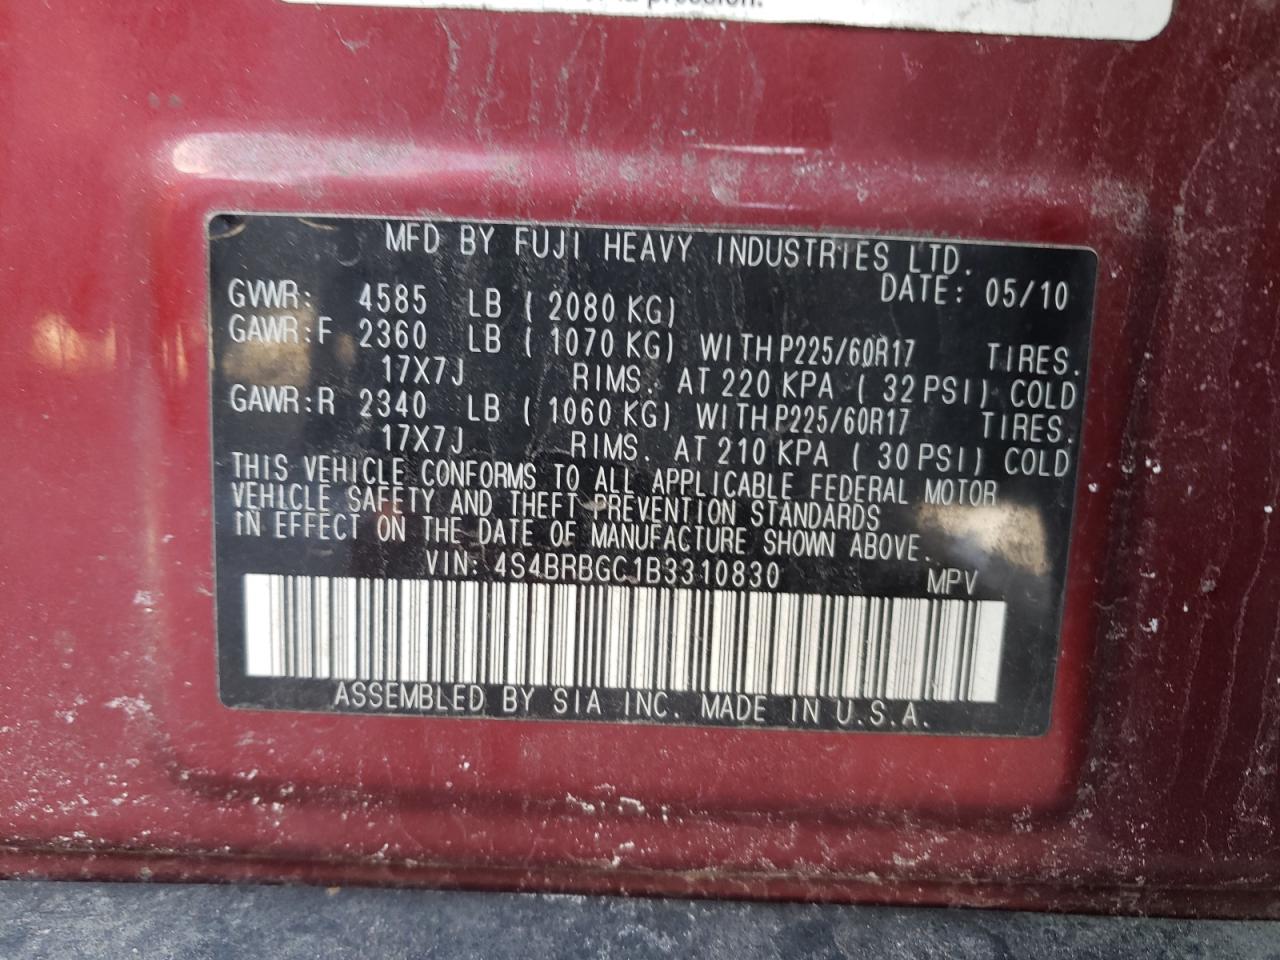 la pression.
MFD BY FUJI HEAVY INDUSTRIES LTD.
DATE: 05/10
GVWR: 4585 LB ( 2080 KG)
GAWR:F 2360 LB ( 1070 KG) WITH P225/60R17 TIRES.
17X7J RIMS. AT 220 KPA ( 32 PSI) COLD
GAWR:R 2340 LB ( 1060 KG) WITH P225/60R17 TIRES.
17X7J RIMS. AT 210 KPA ( 30 PSI) COLD
THIS VEHICLE CONFORMS TO ALL APPLICABLE FEDERAL MOTOR
VEHICLE SAFETY AND THEFT PREVENTION STANDARDS
IN EFFECT ON THE DATE OF MANUFACTURE SHOWN ABOVE.
VIN: 4S4BRBGC1B3310830 MPV
ASSEMBLED BY SIA INC. MADE IN U.S.A.